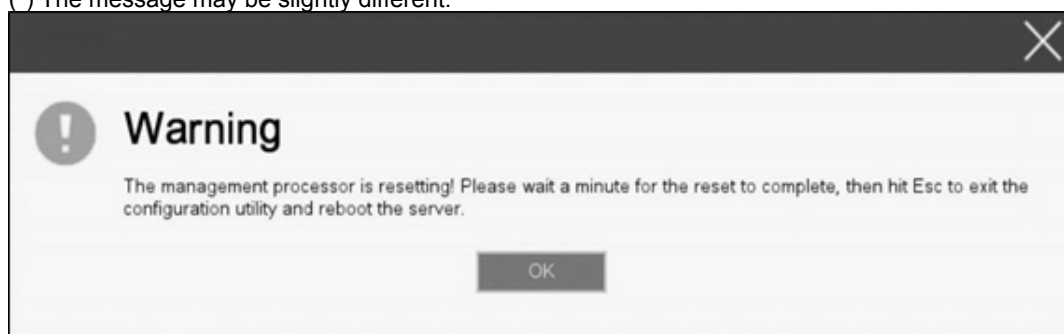 (*) The message may be slightly different.
Warning
The management processor is resetting! Please wait a minute for the reset to complete, then hit Esc to exit the
configuration utility and reboot the server.
OK